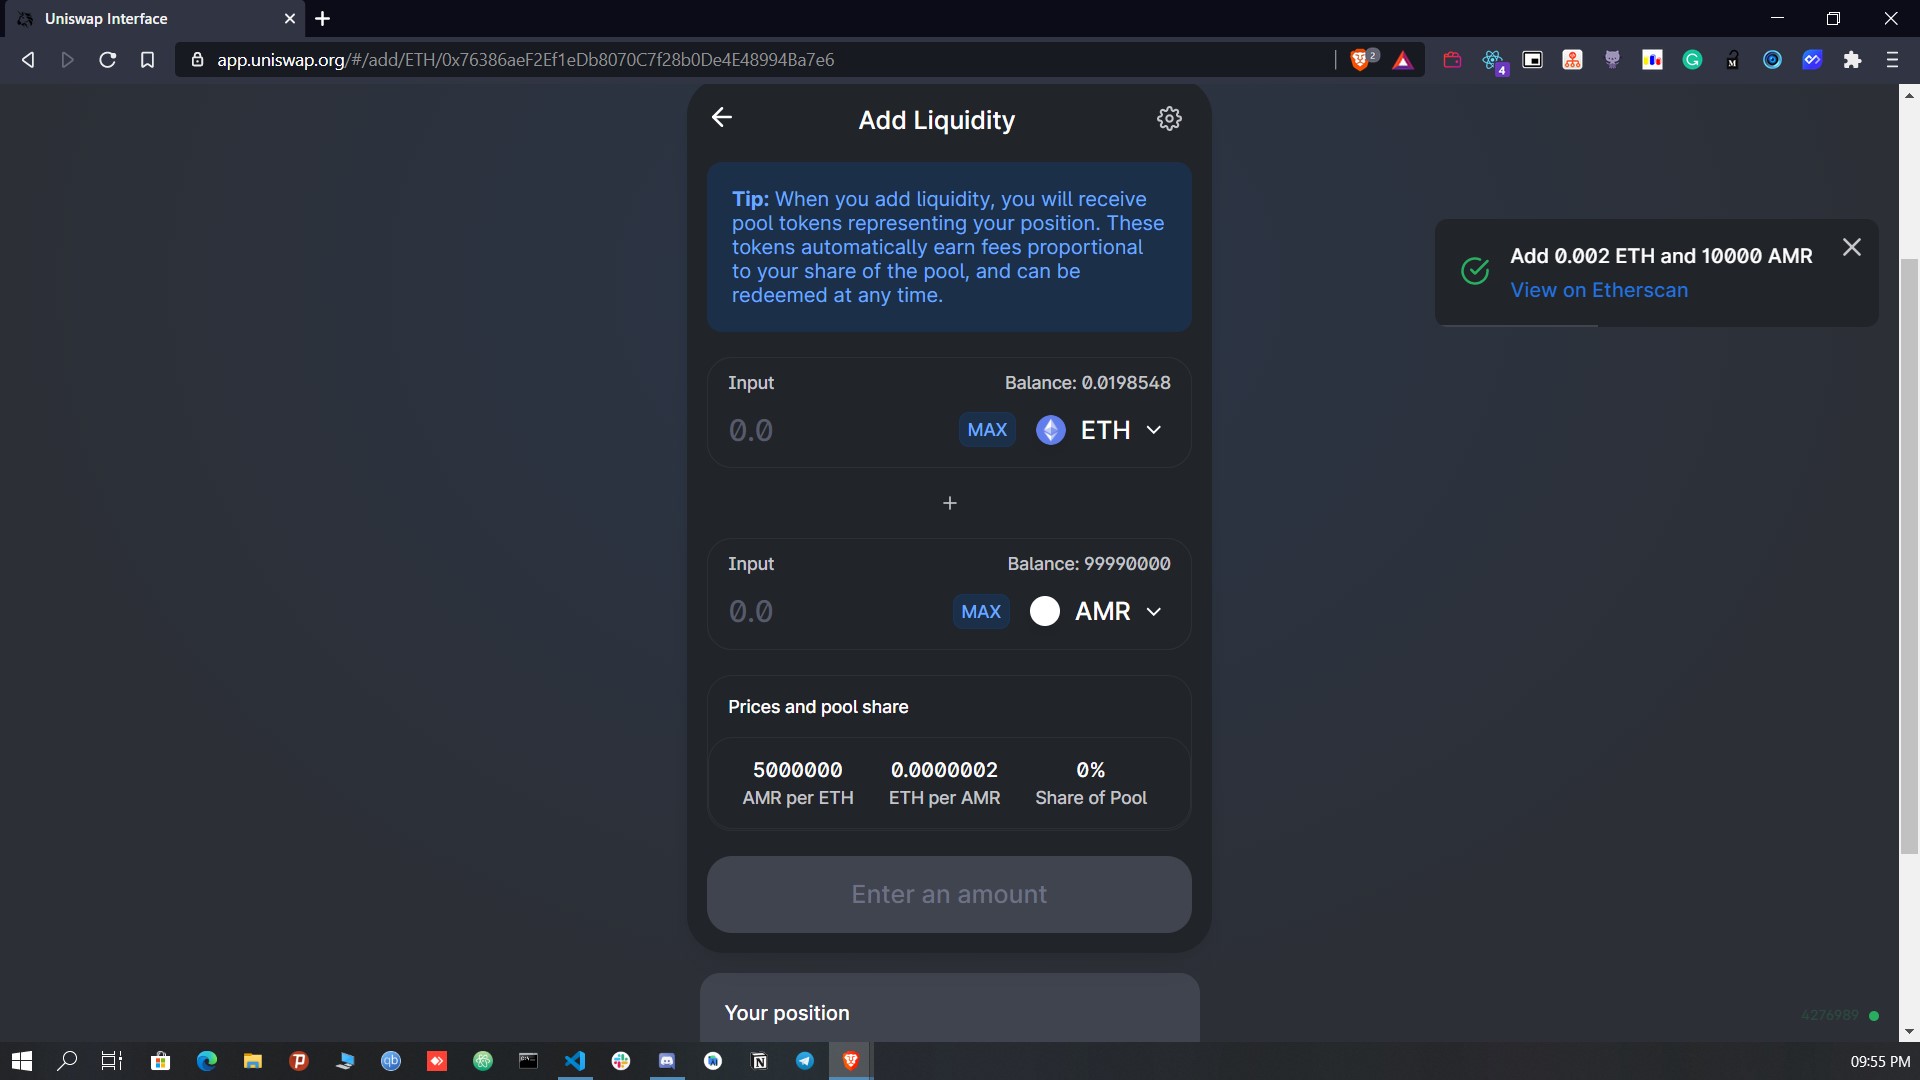 Uniswap Interface
app.uniswap.org/#/add/ETH/0x76386aeF2Ef1eDb8070C7f28b0De4E48994Ba7e6
2
4
M
G
Add Liquidity
Tip: When you add liquidity, you will receive
pool tokens representing your position. These
tokens automatically earn fees proportional
to your share of the pool, and can be
redeemed at any time.
Add 0.002 ETH and 10000 AMR
View on Etherscan
Input
Balance: 0.0198548
0.0
MAX
ETH
+
Input
Balance: 99990000
0.0
MAX
AMR
Prices and pool share
5000000
0.0000002
0%
AMR per ETH
ETH per AMR
Share of Pool
Enter an amount
Your position
4276989
qb
09:55 PM